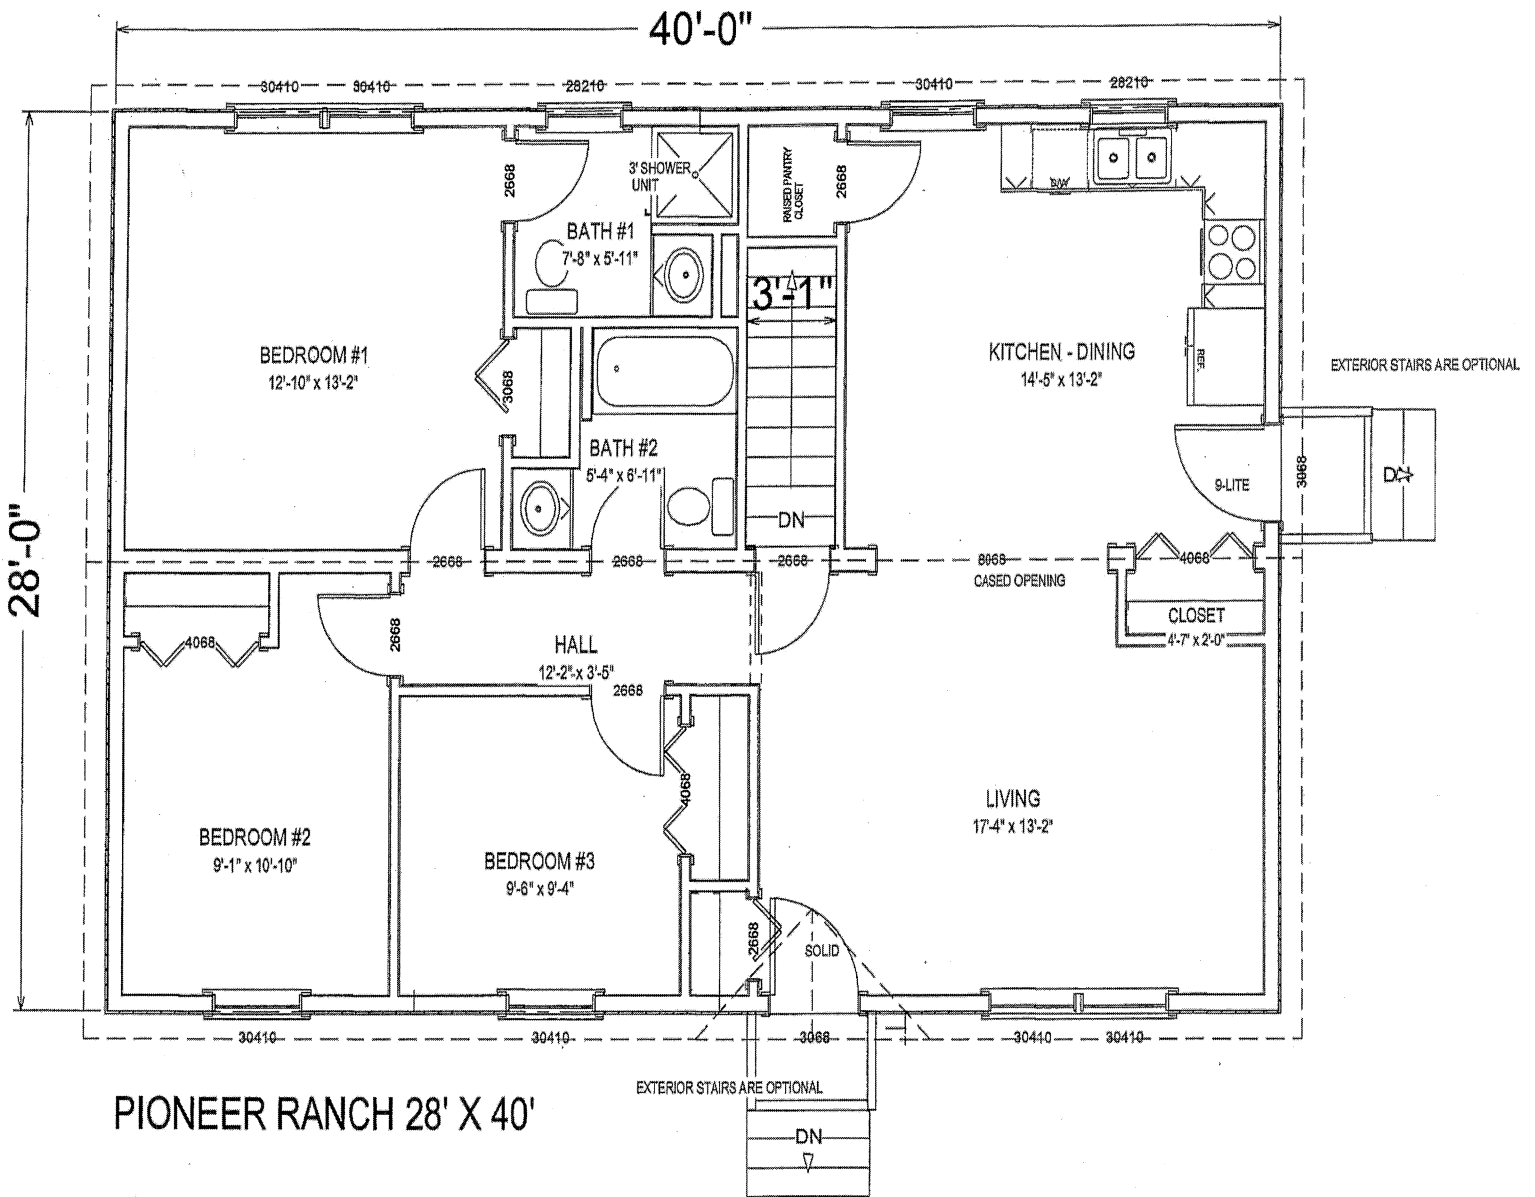 40'-0"
30410 30410 28210 30410 28210
28'-0"
2668
3' SHOWER
UNIT
BATH #1
7'-8" x 5'-11"
RAISED PANTRY
CLOSET
2668
D/W
3'-1"
BEDROOM #1
12'-10" x 13'-2"
3068
KITCHEN - DINING
14'-5" x 13'-2"
REF.
EXTERIOR STAIRS ARE OPTIONAL
BATH #2
5'-4" x 6'-11"
9-LITE
3068
DN
DN
2668 2668 2668 8068 4068
CASED OPENING
CLOSET
4'-7" x 2'-0"
4068
2668
HALL
12'-2" x 3'-5"
2668
4068
LIVING
17'-4" x 13'-2"
BEDROOM #2
9'-1" x 10'-10"
BEDROOM #3
9'-6" x 9'-4"
2668
SOLID
30410 30410 3068 30410 30410
EXTERIOR STAIRS ARE OPTIONAL
PIONEER RANCH 28' X 40'
DN